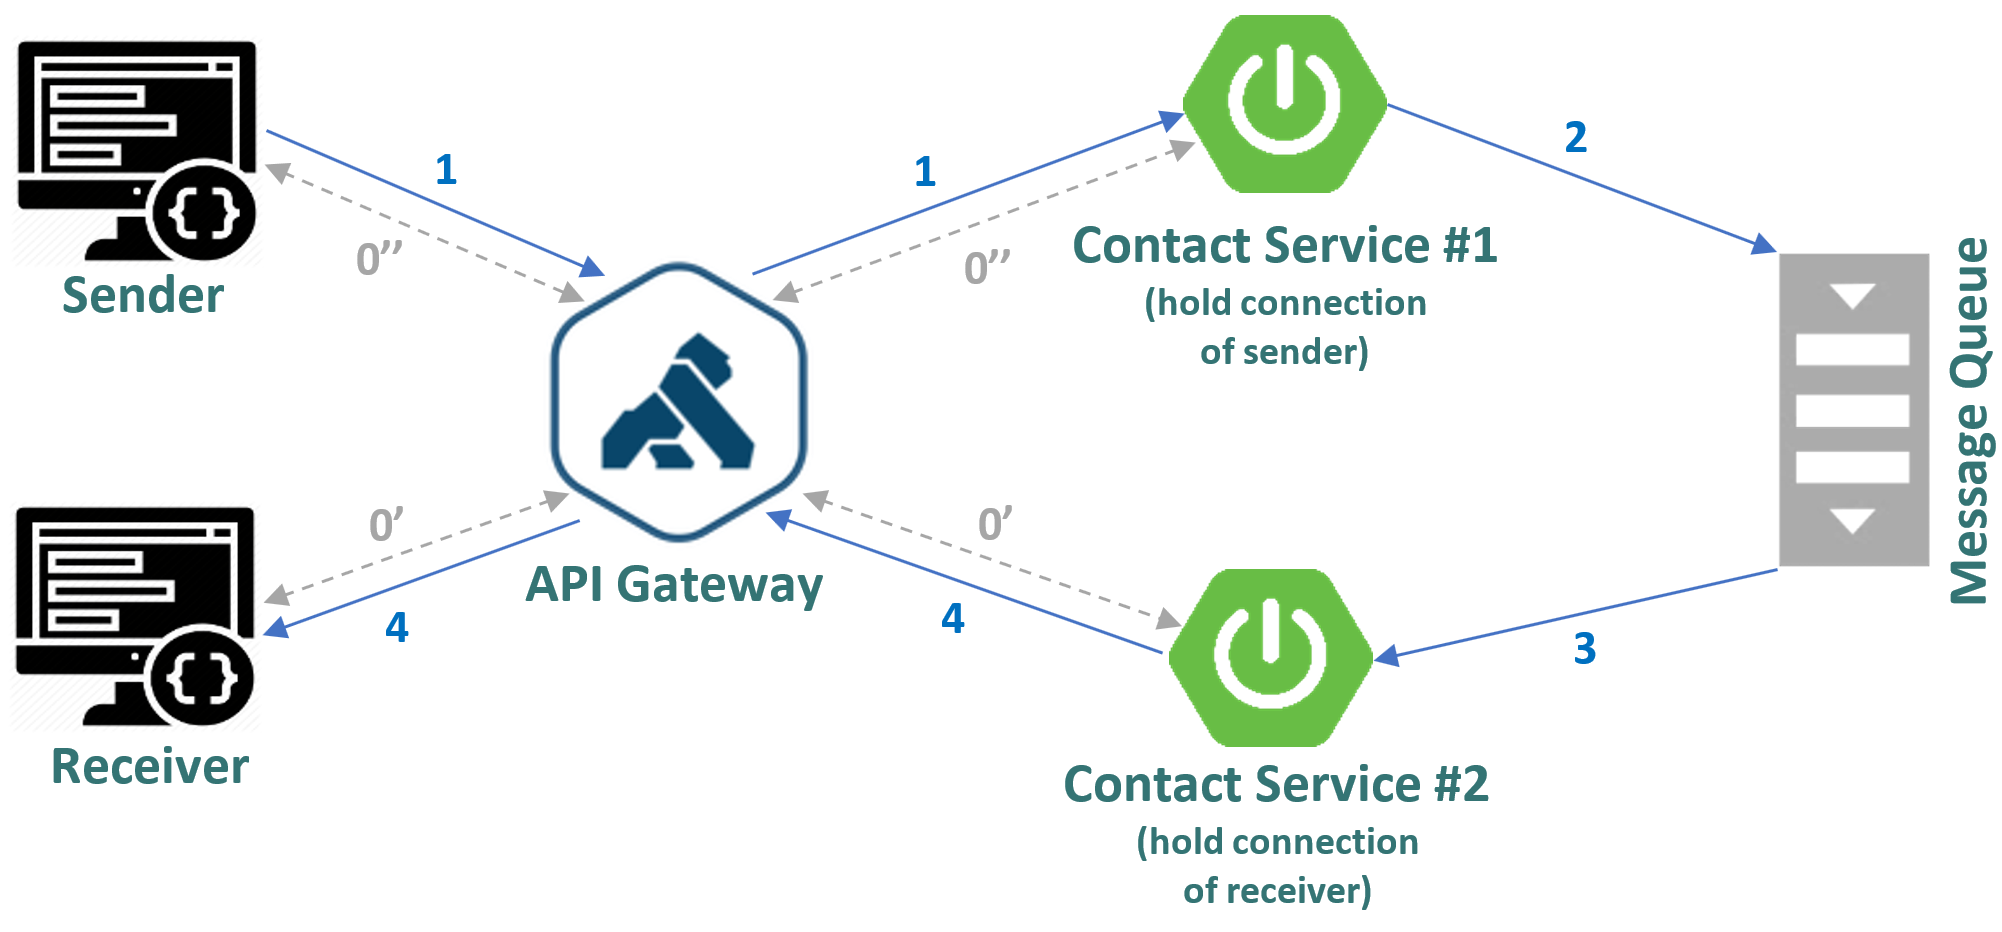 1
1
2
0’’
0’’
Sender
Contact Service #1
(hold connection
of sender)
Message Queue
0’
0’
API Gateway
4
4
3
Receiver
Contact Service #2
(hold connection
of receiver)